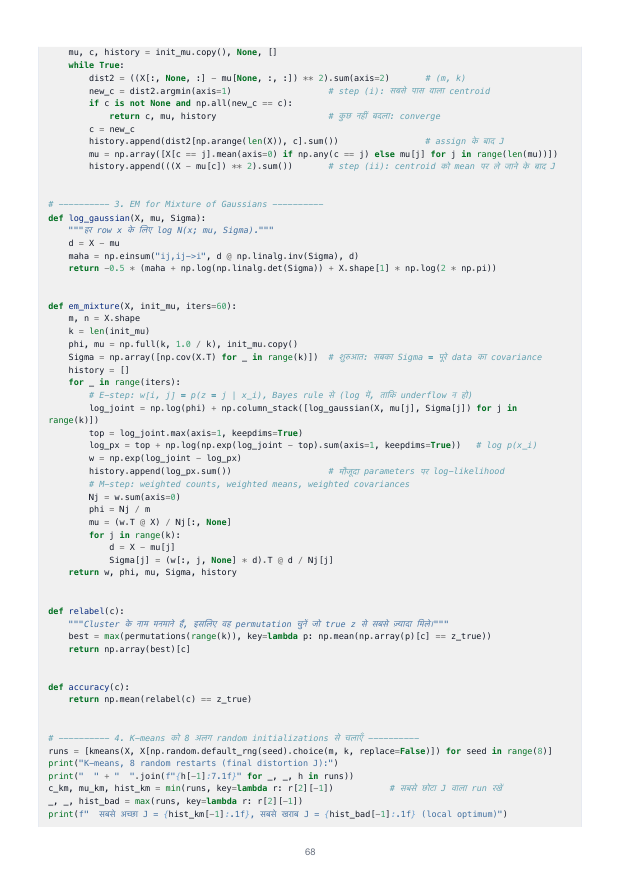 mu, c, history = init_mu.copy(), None, []
    while True:
        dist2 = ((X[:, None, :] − mu[None, :, :]) ** 2).sum(axis=2)       # (m, k)
        new_c = dist2.argmin(axis=1)                   # step (i): सबसे पास वाला centroid
        if c is not None and np.all(new_c == c):
            return c, mu, history                      # कुछ नहीं बदला: converge
        c = new_c
        history.append(dist2[np.arange(len(X)), c].sum())                 # assign के बाद J
        mu = np.array([X[c == j].mean(axis=0) if np.any(c == j) else mu[j] for j in range(len(mu))])
        history.append(((X − mu[c]) ** 2).sum())       # step (ii): centroid को mean पर ले जाने के बाद J
# −−−−−−−−−− 3. EM for Mixture of Gaussians −−−−−−−−−−
def log_gaussian(X, mu, Sigma):
    """हर row x के लिए log N(x; mu, Sigma)."""
    d = X − mu
    maha = np.einsum("ij,ij−>i", d @ np.linalg.inv(Sigma), d)
    return −0.5 * (maha + np.log(np.linalg.det(Sigma)) + X.shape[1] * np.log(2 * np.pi))
def em_mixture(X, init_mu, iters=60):
    m, n = X.shape
    k = len(init_mu)
    phi, mu = np.full(k, 1.0 / k), init_mu.copy()
    Sigma = np.array([np.cov(X.T) for _ in range(k)])  # शुरुआत: सबका Sigma = पूरे data का covariance
    history = []
    for _ in range(iters):
        # E−step: w[i, j] = p(z = j | x_i), Bayes rule से (log में, ताकि underflow न हो)
        log_joint = np.log(phi) + np.column_stack([log_gaussian(X, mu[j], Sigma[j]) for j in
range(k)])
        top = log_joint.max(axis=1, keepdims=True)
        log_px = top + np.log(np.exp(log_joint − top).sum(axis=1, keepdims=True))   # log p(x_i)
        w = np.exp(log_joint − log_px)
        history.append(log_px.sum())                   # मौजूदा parameters पर log−likelihood
        # M−step: weighted counts, weighted means, weighted covariances
        Nj = w.sum(axis=0)
        phi = Nj / m
        mu = (w.T @ X) / Nj[:, None]
        for j in range(k):
            d = X − mu[j]
            Sigma[j] = (w[:, j, None] * d).T @ d / Nj[j]
    return w, phi, mu, Sigma, history
def relabel(c):
    """Cluster के नाम मनमाने हैं, इसलिए वह permutation चुनें जो true z से सबसे ज्यादा मिले।"""
    best = max(permutations(range(k)), key=lambda p: np.mean(np.array(p)[c] == z_true))
    return np.array(best)[c]
def accuracy(c):
    return np.mean(relabel(c) == z_true)
# −−−−−−−−−− 4. K−means को 8 अलग random initializations से चलाएँ −−−−−−−−−−
runs = [kmeans(X, X[np.random.default_rng(seed).choice(m, k, replace=False)]) for seed in range(8)]
print("K−means, 8 random restarts (final distortion J):")
print("  " + "  ".join(f"{h[−1]:7.1f}" for _, _, h in runs))
c_km, mu_km, hist_km = min(runs, key=lambda r: r[2][−1])           # सबसे छोटा J वाला run रखें
_, _, hist_bad = max(runs, key=lambda r: r[2][−1])
print(f"  सबसे अच्छा J = {hist_km[−1]:.1f}, सबसे खराब J = {hist_bad[−1]:.1f} (local optimum)")
68